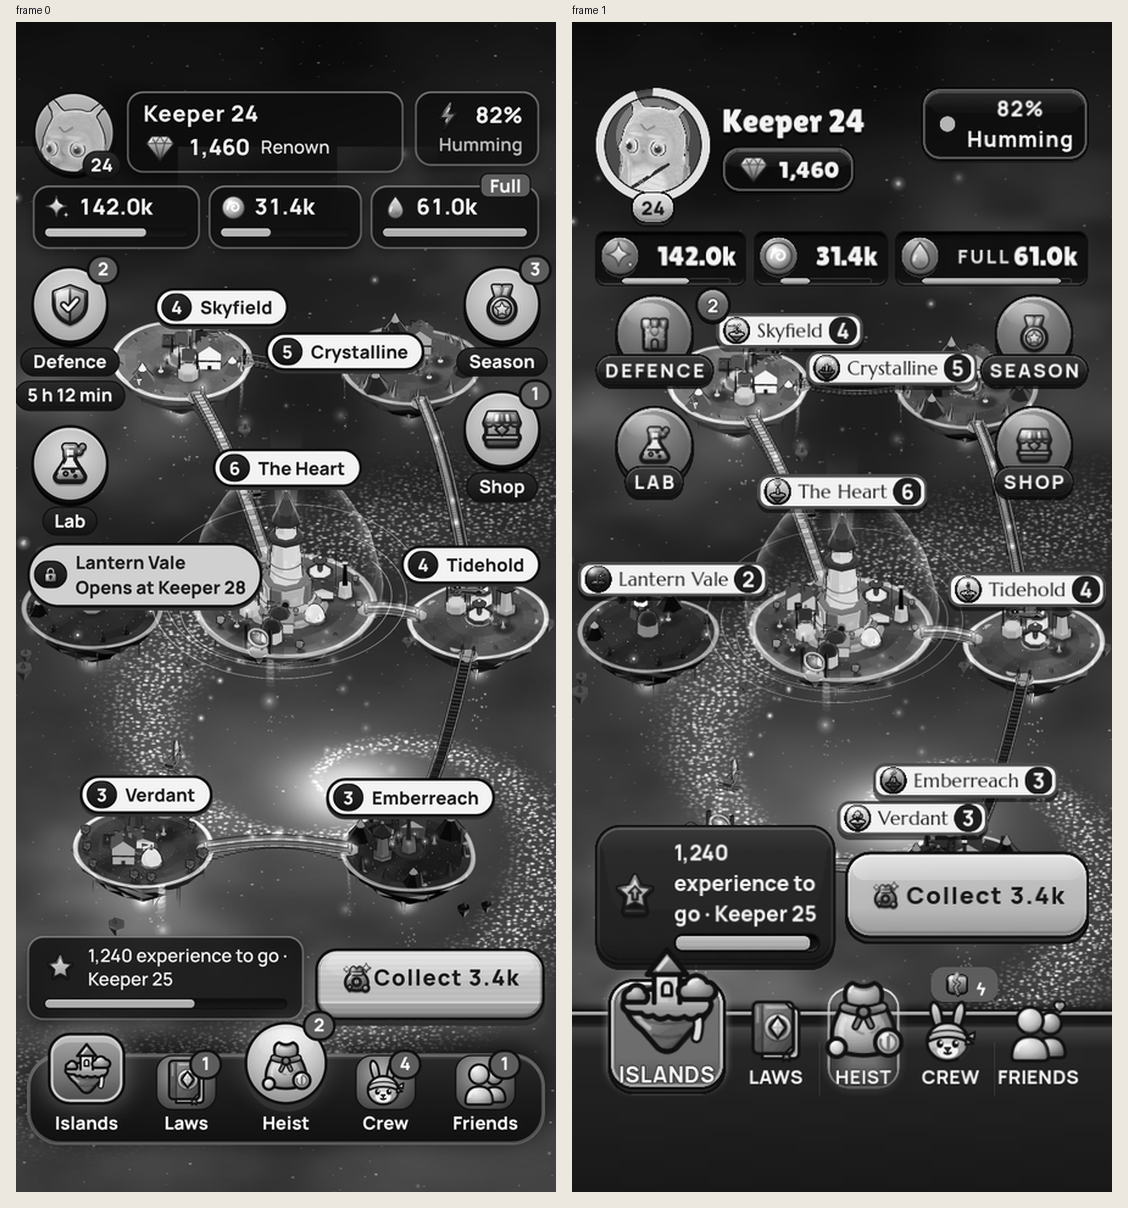 frame 0
Keeper 24
82%
1,460 Renown
Humming
24
Full
142.0k
31.4k
61.0k
2
3
4 Skyfield
5 Crystalline
Defence
Season
5 h 12 min
1
6 The Heart
Lab
Shop
Lantern Vale
Opens at Keeper 28
4 Tidehold
3 Verdant
3 Emberreach
1,240 experience to go ·
Keeper 25
Collect 3.4k
2
1
4
1
Islands
Laws
Heist
Crew
Friends
frame 1
Keeper 24
82%
Humming
1,460
24
142.0k
31.4k
FULL 61.0k
2
Skyfield 4
Crystalline 5
DEFENCE
SEASON
LAB
SHOP
The Heart 6
Lantern Vale 2
Tidehold 4
Emberreach 3
Verdant 3
1,240
experience to
go · Keeper 25
Collect 3.4k
ISLANDS
LAWS
HEIST
CREW
FRIENDS